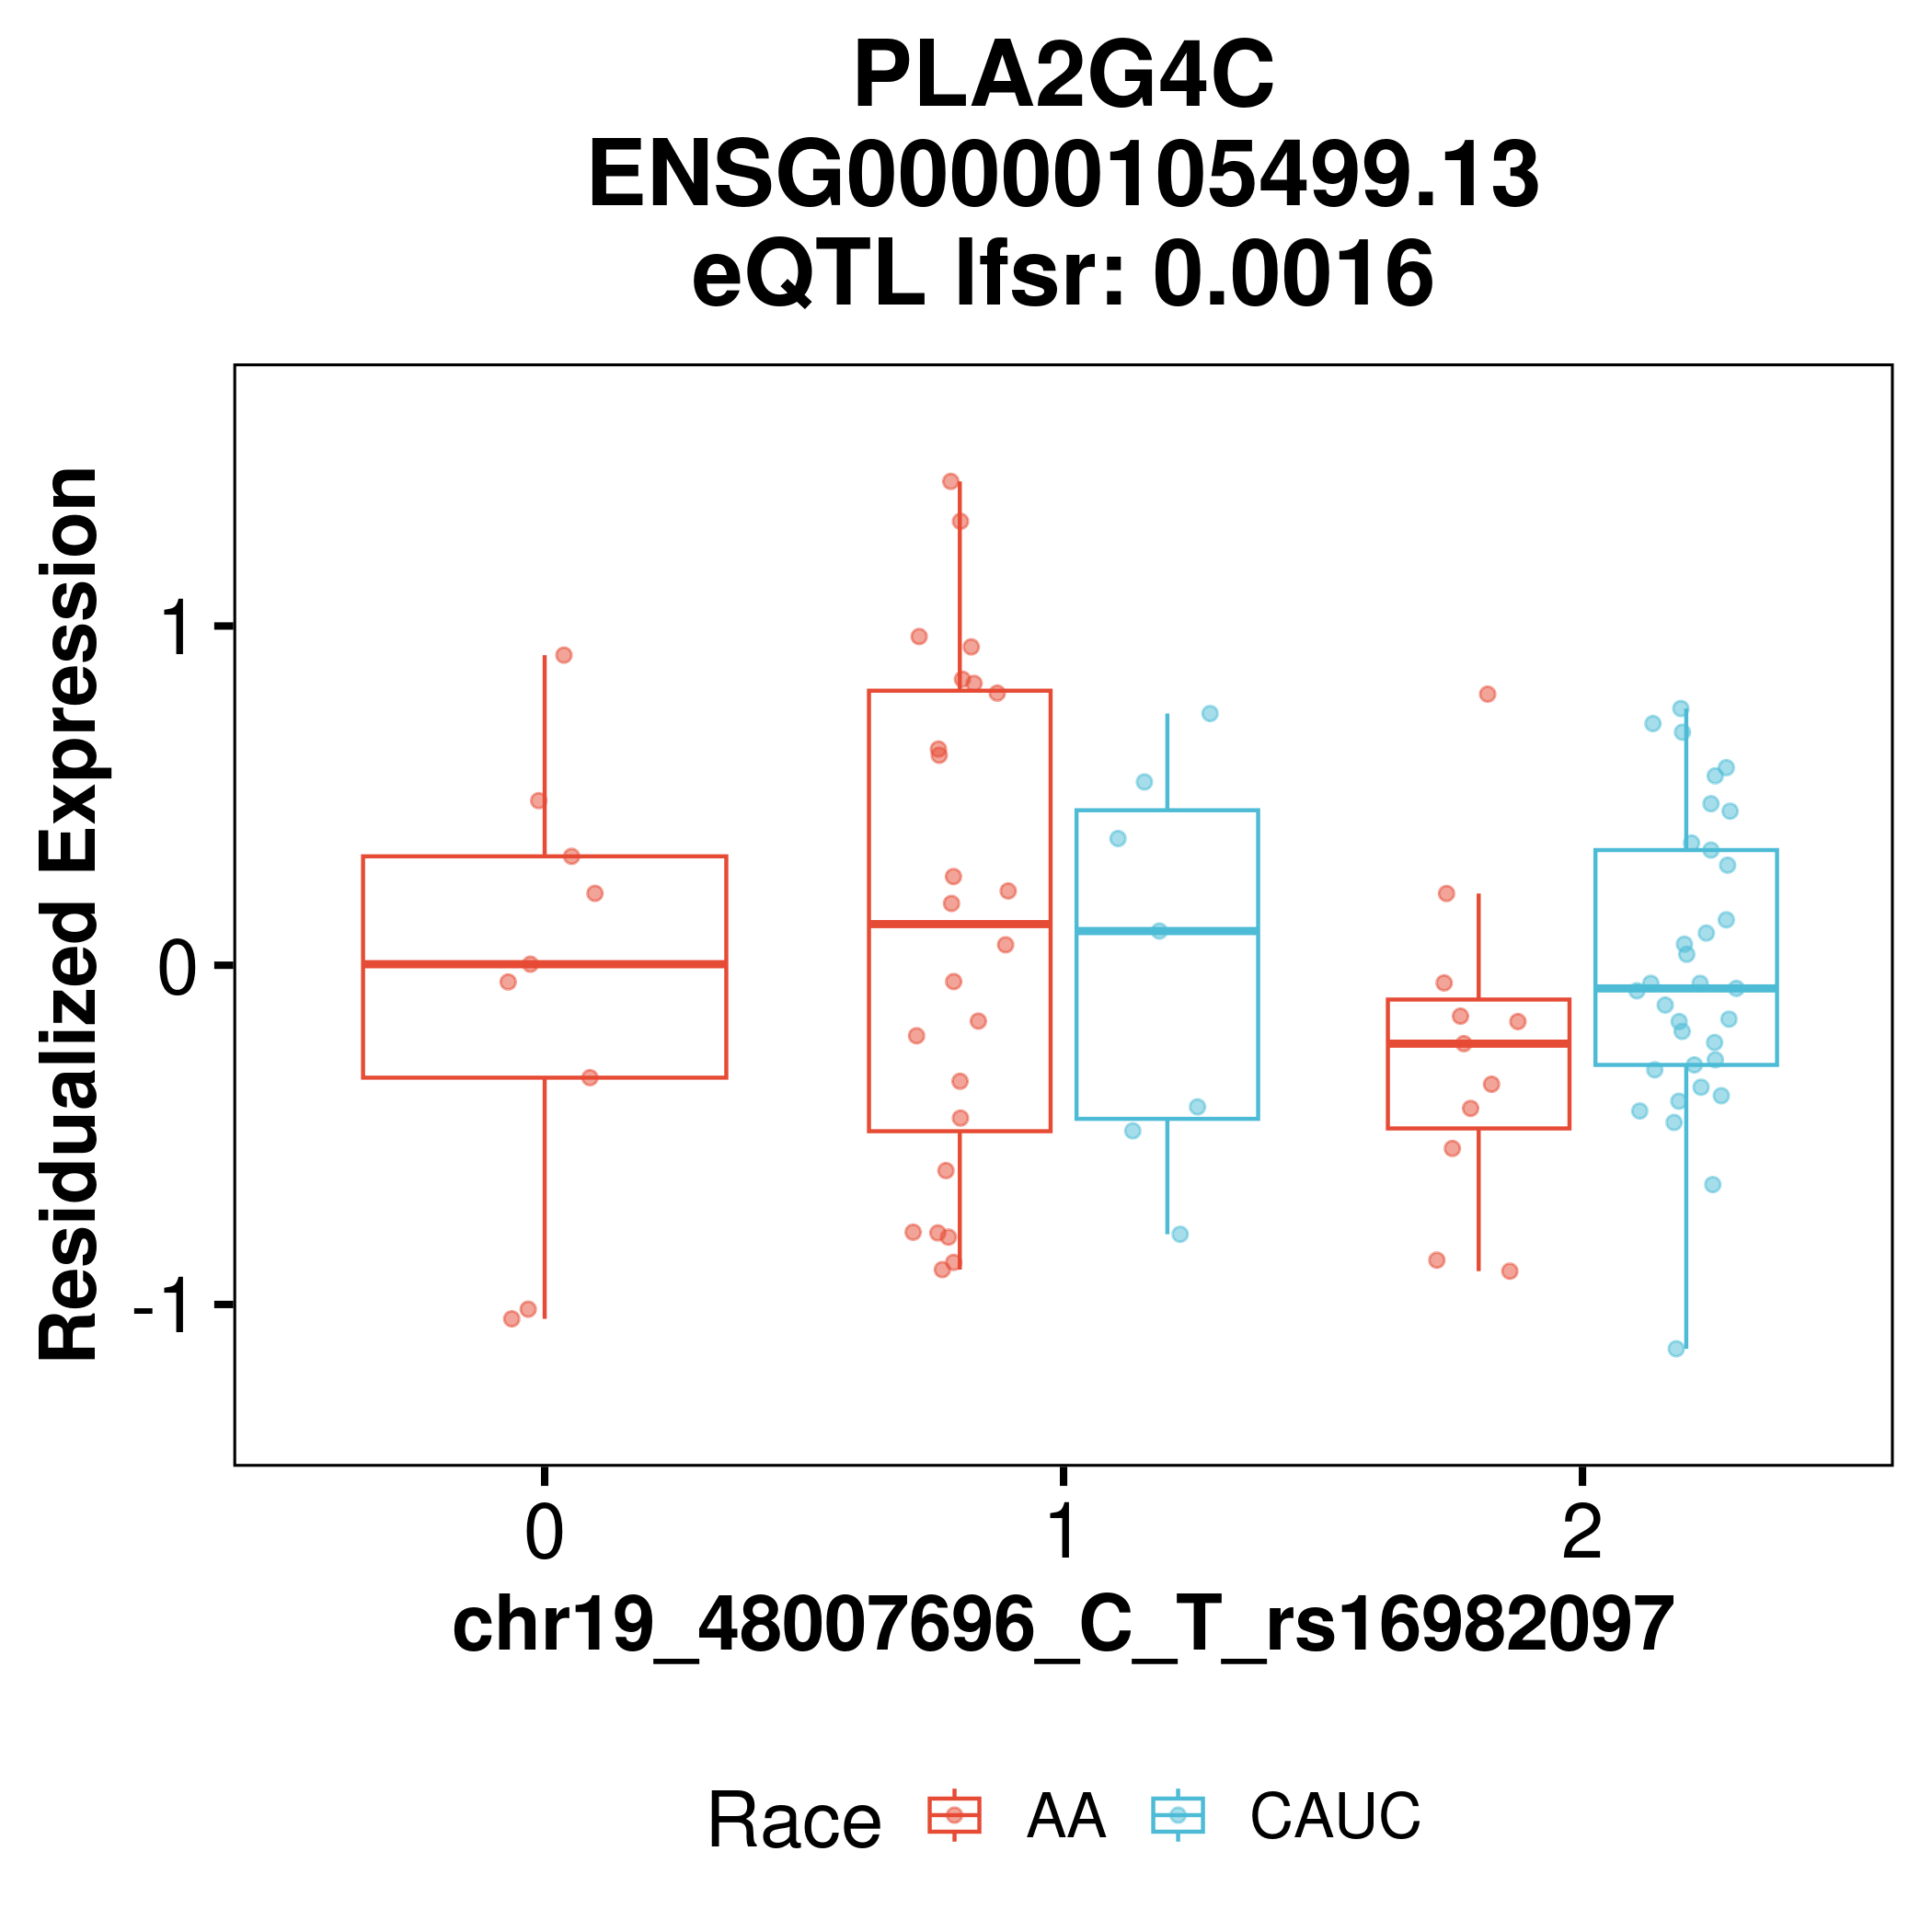 PLA2G4C
ENSG00000105499.13
eQTL lfsr: 0.0016
Residualized Expression
1
0
-1
0 1 2
chr19_48007696_C_T_rs16982097
Race AA CAUC